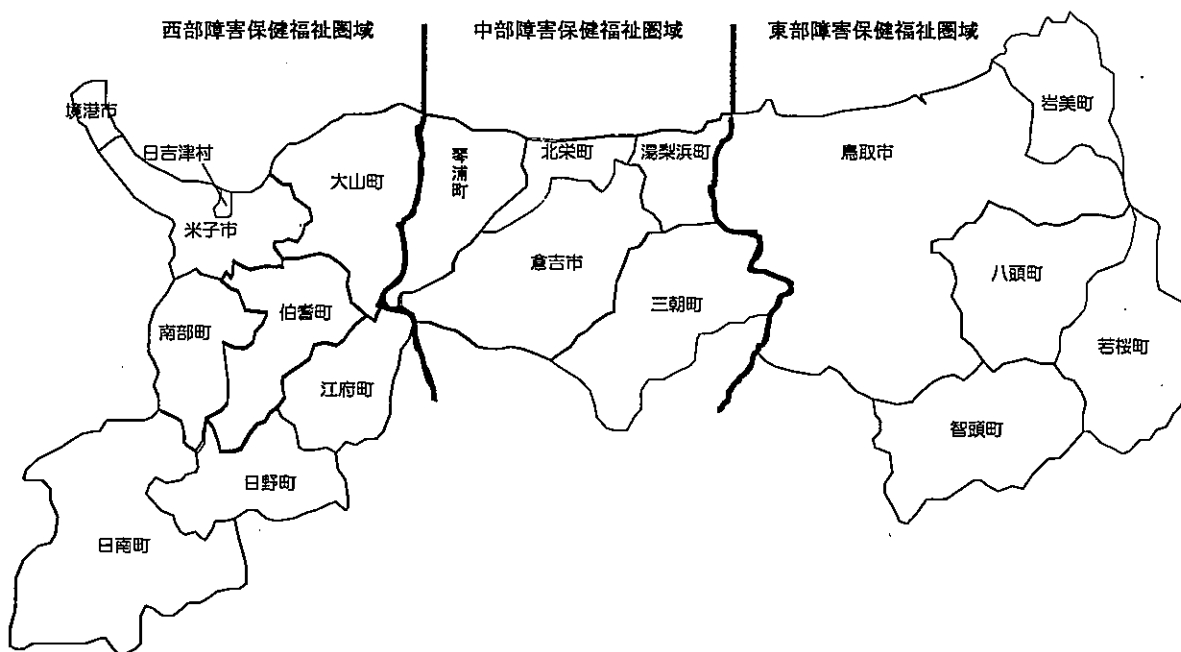 西部障害保健福祉圏域
中部障害保健福祉圏域
東部障害保健福祉圏域
境港市
日吉津村
米子市
大山町
南部町
伯耆町
江府町
日野町
日南町
琴浦町
北栄町
湯梨浜町
倉吉市
三朝町
鳥取市
岩美町
八頭町
若桜町
智頭町